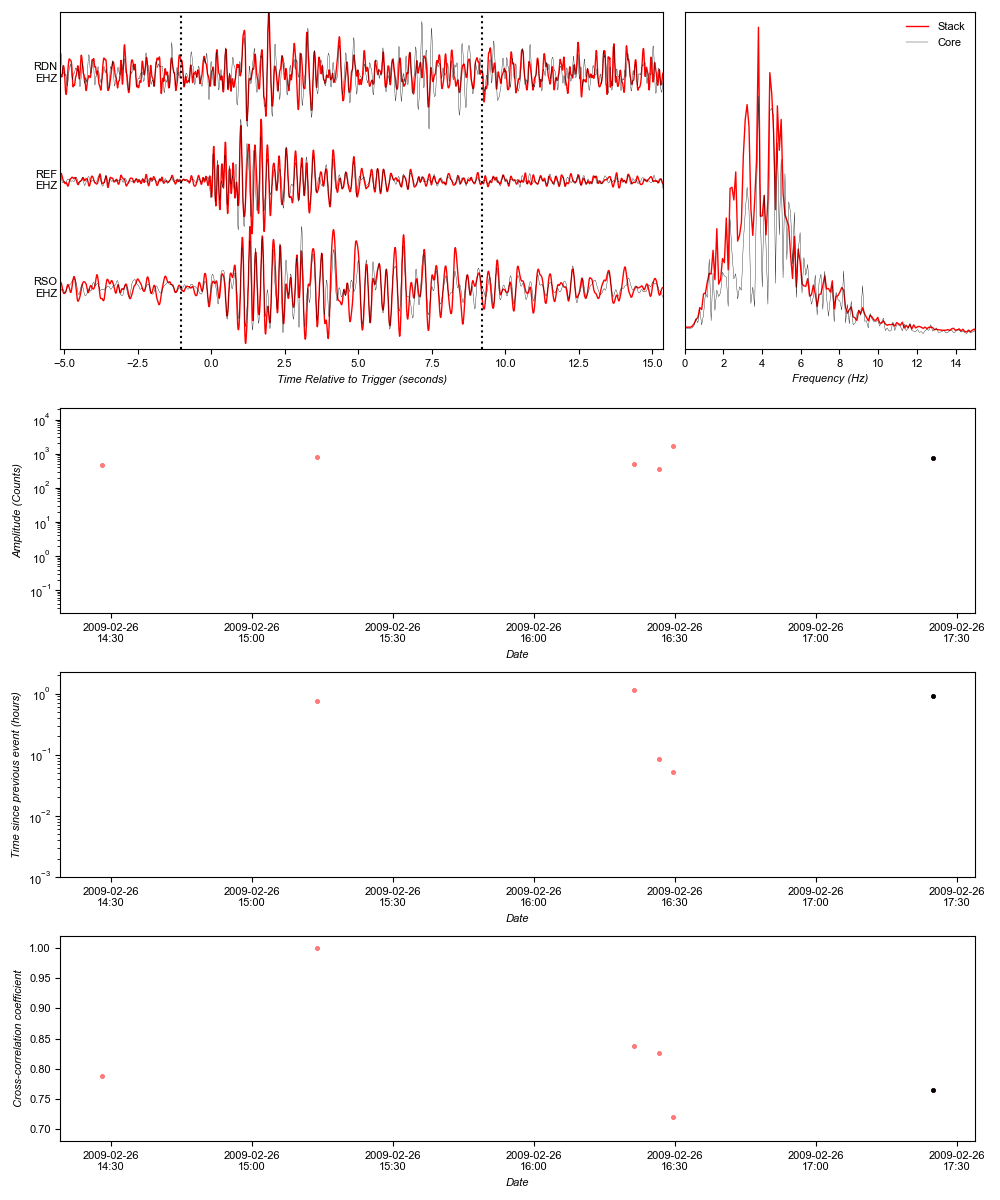 RDN
EHZ
REF
EHZ
RSO
EHZ
−5.0 −2.5 0.0 2.5 5.0 7.5 10.0 12.5 15.0
Time Relative to Trigger (seconds)
Stack
Core
0 2 4 6 8 10 12 14
Frequency (Hz)
Amplitude (Counts)
10⁴
10³
10²
10¹
10⁰
10⁻¹
2009-02-26 2009-02-26 2009-02-26 2009-02-26 2009-02-26 2009-02-26 2009-02-26
14:30 15:00 15:30 16:00 16:30 17:00 17:30
Date
Time since previous event (hours)
10⁰
10⁻¹
10⁻²
10⁻³
2009-02-26 2009-02-26 2009-02-26 2009-02-26 2009-02-26 2009-02-26 2009-02-26
14:30 15:00 15:30 16:00 16:30 17:00 17:30
Date
Cross-correlation coefficient
1.00
0.95
0.90
0.85
0.80
0.75
0.70
2009-02-26 2009-02-26 2009-02-26 2009-02-26 2009-02-26 2009-02-26 2009-02-26
14:30 15:00 15:30 16:00 16:30 17:00 17:30
Date